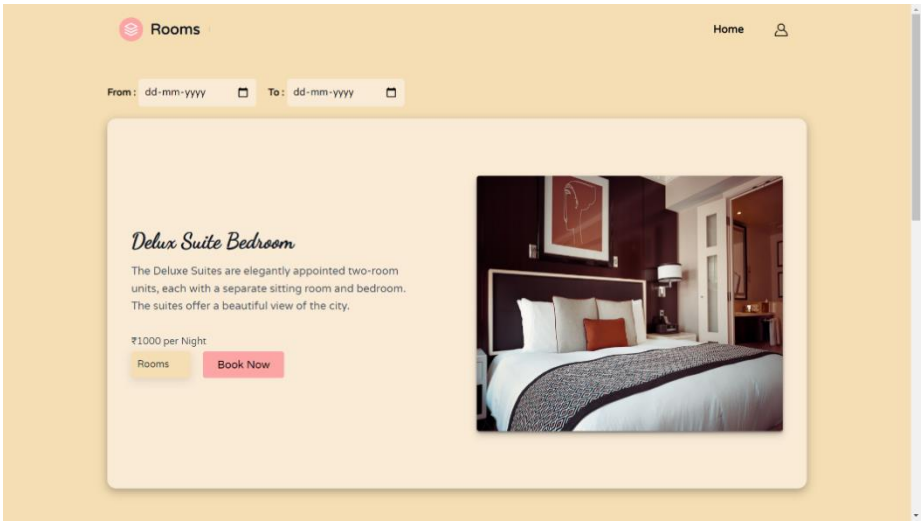 Rooms
Home
From : dd-mm-yyyy To : dd-mm-yyyy
Delux Suite Bedroom
The Deluxe Suites are elegantly appointed two-room
units, each with a separate sitting room and bedroom.
The suites offer a beautiful view of the city.
₹1000 per Night
Rooms
Book Now